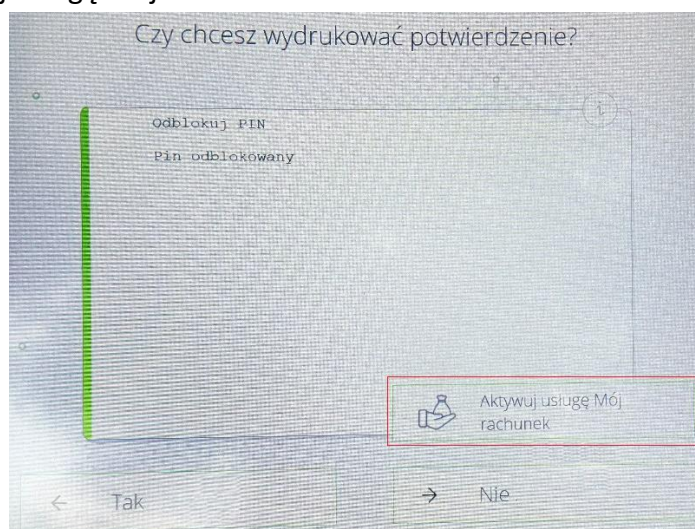 Czy chcesz wydrukować potwierdzenie?
i
Odblokuj PIN
Pin odblokowany
Aktywuj usługę Mój
rachunek
Tak
Nie